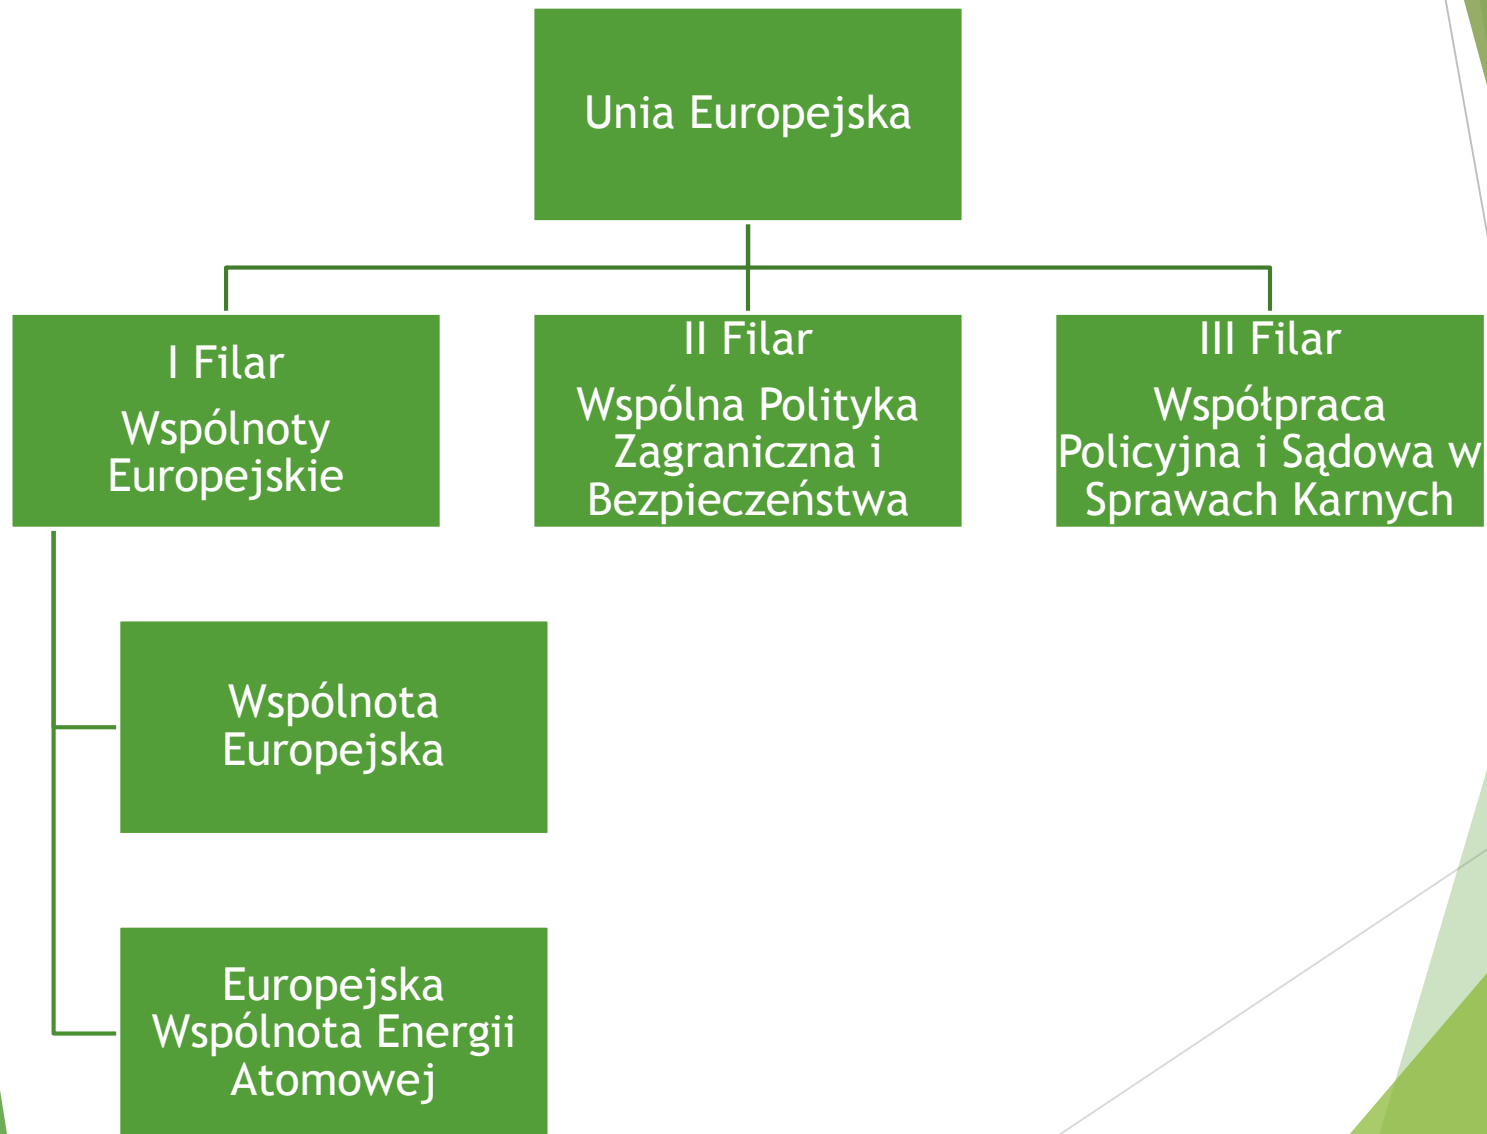 Unia Europejska
I Filar
Wspólnoty
Europejskie
II Filar
Wspólna Polityka
Zagraniczna i
Bezpieczeństwa
III Filar
Współpraca
Policyjna i Sądowa w
Sprawach Karnych
Wspólnota
Europejska
Europejska
Wspólnota Energii
Atomowej